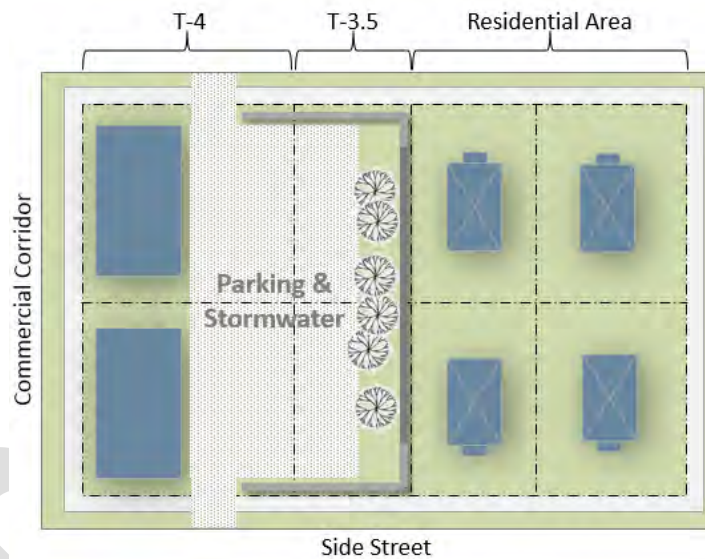 T-4
T-3.5
Residential Area
Commercial Corridor
Parking &
Stormwater
Side Street